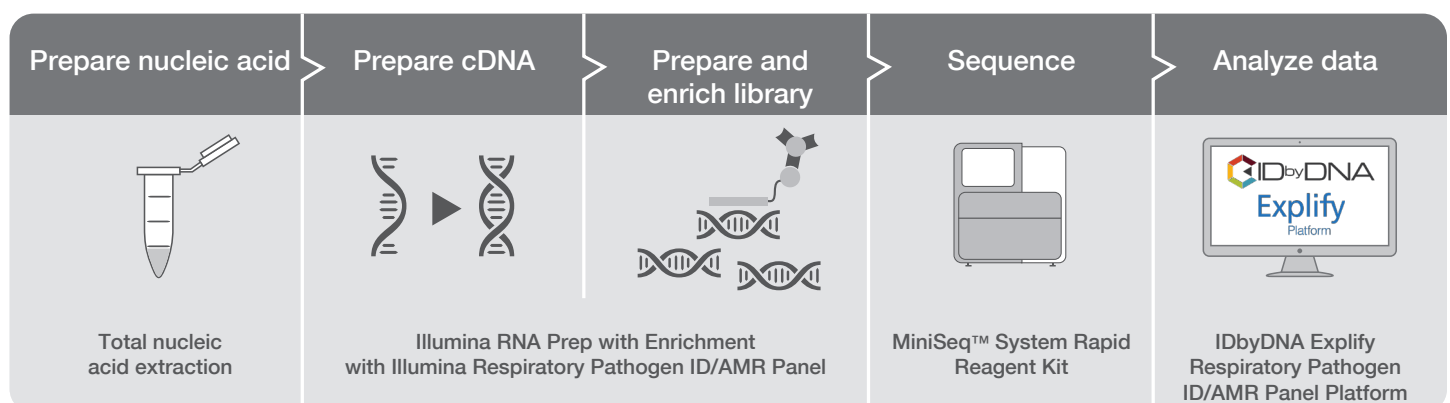 Prepare nucleic acid
Prepare cDNA
Prepare and
enrich library
Sequence
Analyze data
IDbyDNA
Explify
Platform
Total nucleic
acid extraction
Illumina RNA Prep with Enrichment
with Illumina Respiratory Pathogen ID/AMR Panel
MiniSeq™ System Rapid
Reagent Kit
IDbyDNA Explify
Respiratory Pathogen
ID/AMR Panel Platform